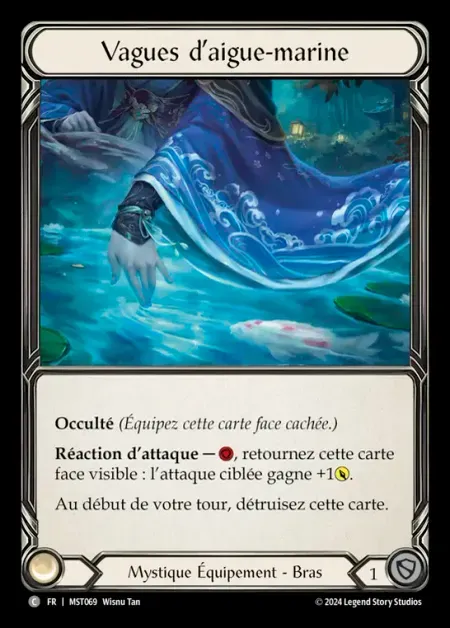 Vagues d'aigue-marine
Occulté (Équipez cette carte face cachée.)
Réaction d'attaque — , retournez cette carte
face visible : l'attaque ciblée gagne +1.
Au début de votre tour, détruisez cette carte.
Mystique Équipement - Bras
1
C FR | MST069 Wisnu Tan
© 2024 Legend Story Studios